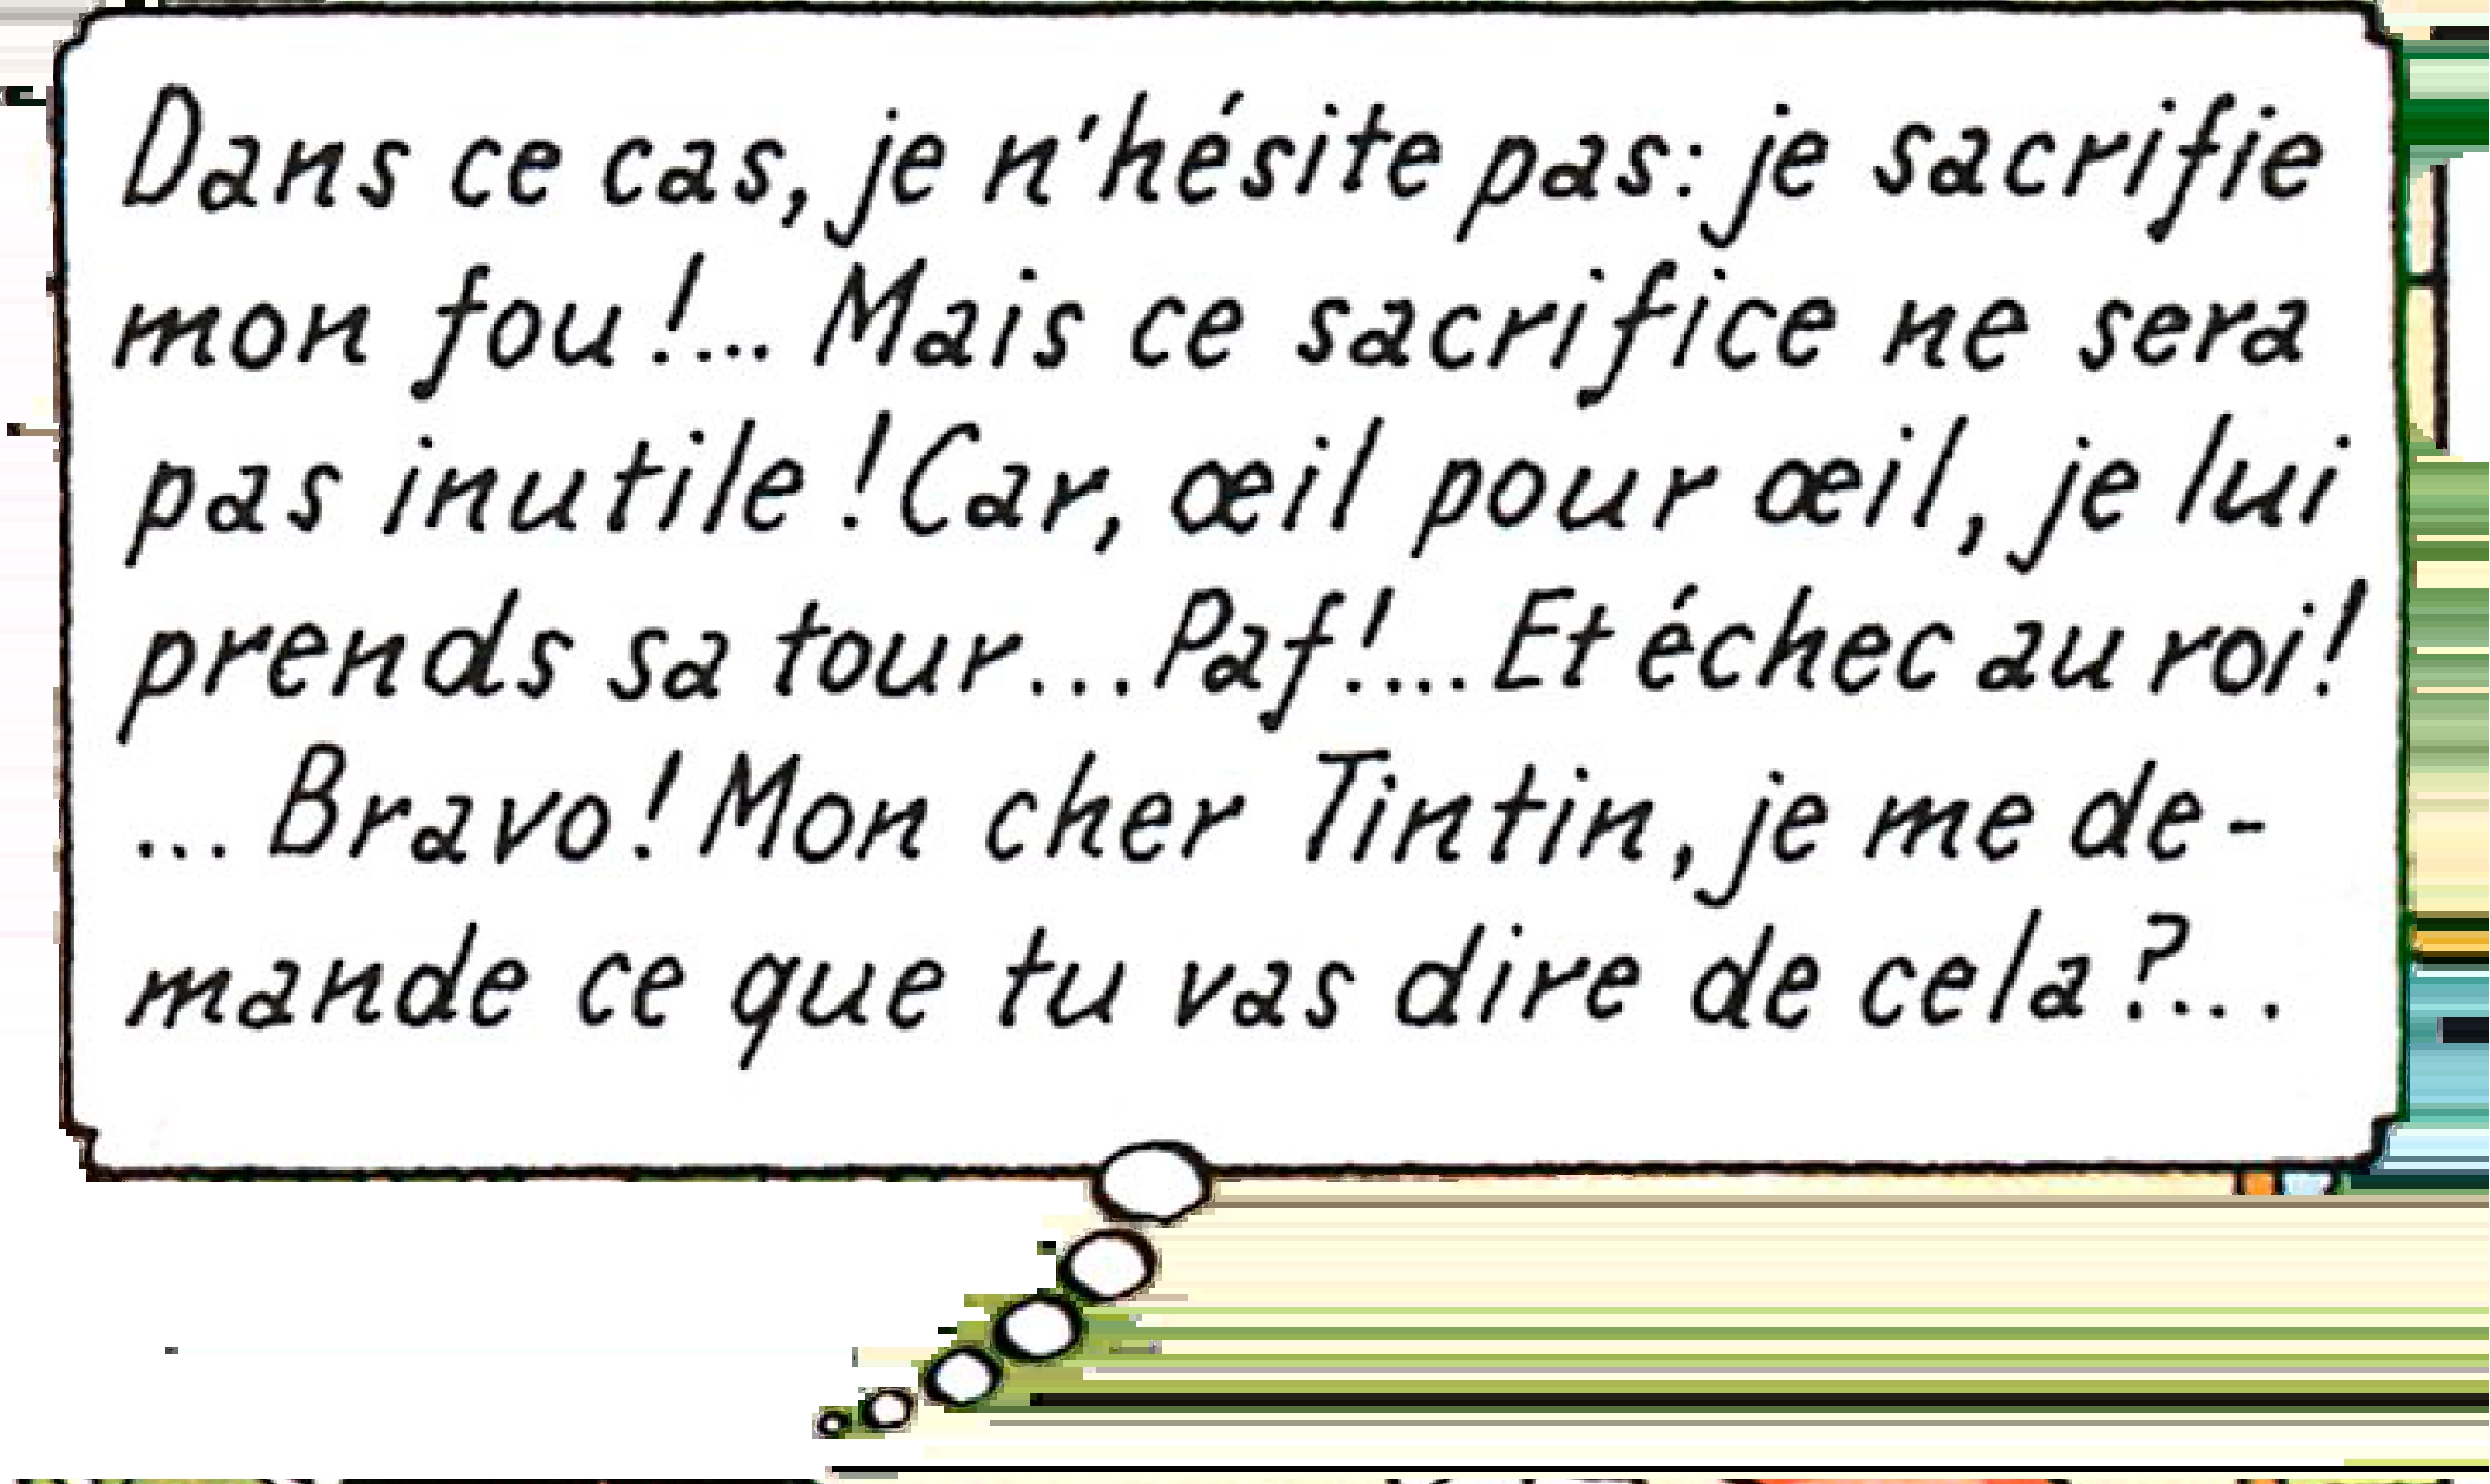 Dans ce cas, je n'hésite pas: je sacrifie
mon fou!... Mais ce sacrifice ne sera
pas inutile! Car, œil pour œil, je lui
prends sa tour... Paf!... Et échec au roi!
... Bravo! Mon cher Tintin, je me de-
mande ce que tu vas dire de cela?...